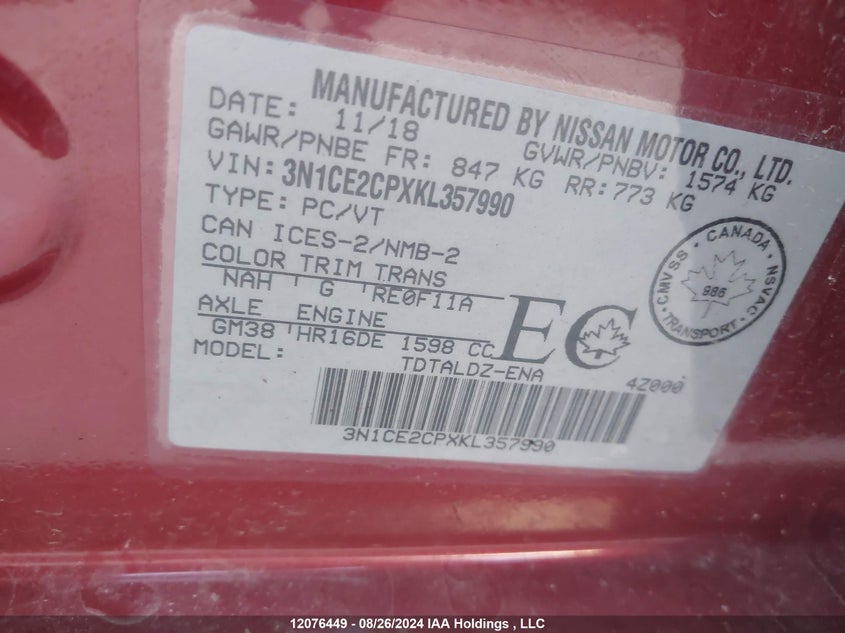 MANUFACTURED BY NISSAN MOTOR CO., LTD.
DATE: 11/18 GVWR/PNBV: 1574 KG
GAWR/PNBE FR: 847 KG RR: 773 KG
VIN: 3N1CE2CPXKL357990
TYPE: PC/VT
CAN ICES-2/NMB-2
COLOR TRIM TRANS
NAH G RE0F11A
AXLE ENGINE
GM38 HR16DE 1598 CC
MODEL: TDTALDZ-ENA
EC
CMVSS • CANADA • NSVAC
986
TRANSPORT
4Z000
3N1CE2CPXKL357990
12076449 - 08/26/2024 IAA Holdings , LLC